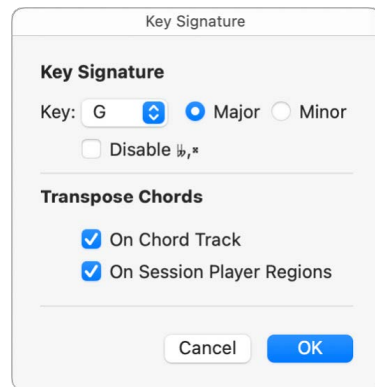 Key Signature
Key Signature
Key: G Major Minor
Disable 𝄫,𝄪
Transpose Chords
On Chord Track
On Session Player Regions
Cancel OK